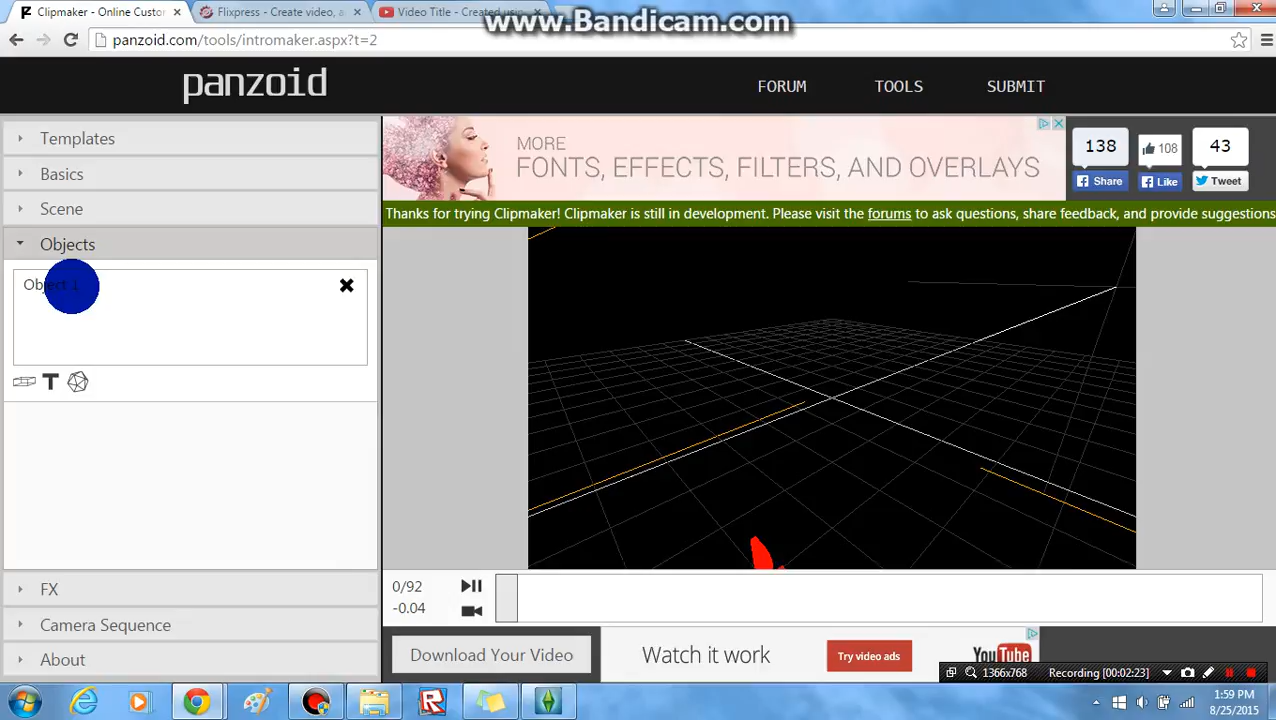 www.Bandicam.com
Clipmaker - Online Custo
Flixpress - Create video, a
Video Title - Created usin
panzoid.com/tools/intromaker.aspx?t=2
panzoid
FORUM
TOOLS
SUBMIT
Templates
Basics
Scene
Objects
Object 1
FX
Camera Sequence
About
MORE
FONTS, EFFECTS, FILTERS, AND OVERLAYS
138
Share
108
Like
43
Tweet
Thanks for trying Clipmaker! Clipmaker is still in development. Please visit the forums to ask questions, share feedback, and provide suggestions
0/92
-0.04
Download Your Video
Watch it work
Try video ads
YouTube
1366x768
Recording [00:02:23]
1:59 PM
8/25/2015